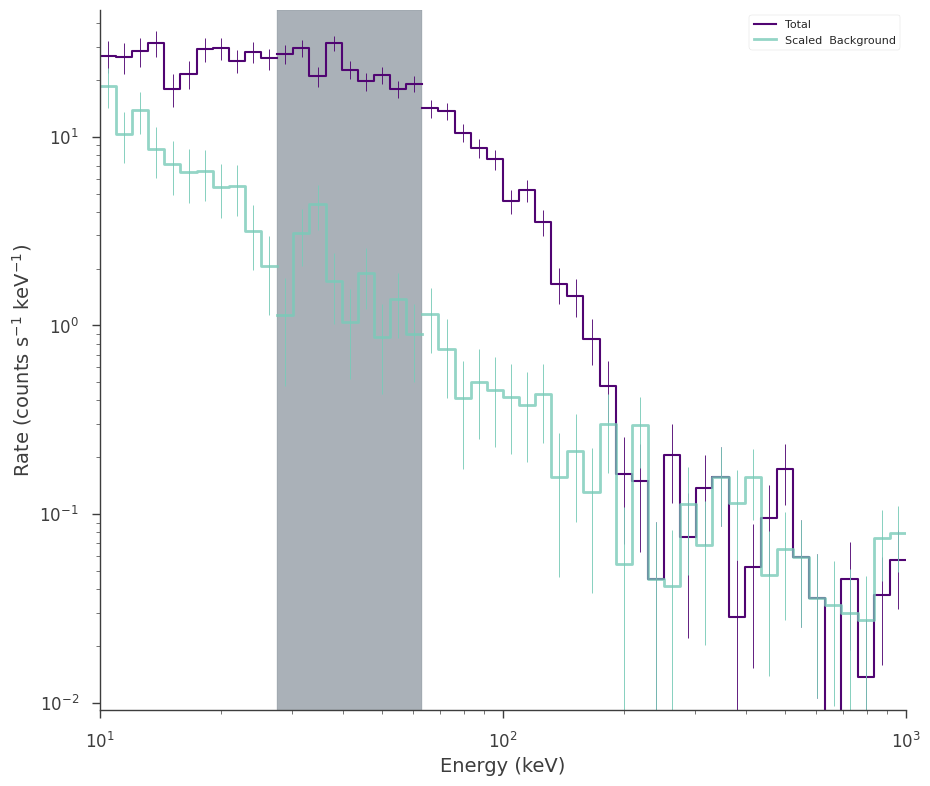 Total
Scaled  Background
Rate (counts s⁻¹ keV⁻¹)
10¹
10⁰
10⁻¹
10⁻²
10¹
10²
10³
Energy (keV)